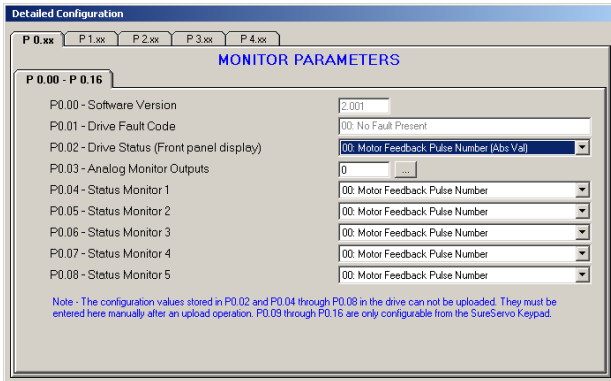 Detailed Configuration
P 0.xx P 1.xx P 2.xx P 3.xx P 4.xx
MONITOR PARAMETERS
P 0.00 - P 0.16
P0.00 - Software Version 2.001
P0.01 - Drive Fault Code 00: No Fault Present
P0.02 - Drive Status (Front panel display) 00: Motor Feedback Pulse Number (Abs Val)
P0.03 - Analog Monitor Outputs 0 ...
P0.04 - Status Monitor 1 00: Motor Feedback Pulse Number
P0.05 - Status Monitor 2 00: Motor Feedback Pulse Number
P0.06 - Status Monitor 3 00: Motor Feedback Pulse Number
P0.07 - Status Monitor 4 00: Motor Feedback Pulse Number
P0.08 - Status Monitor 5 00: Motor Feedback Pulse Number
Note - The configuration values stored in P0.02 and P0.04 through P0.08 in the drive can not be uploaded. They must be
entered here manually after an upload operation. P0.09 through P0.16 are only configurable from the SureServo Keypad.